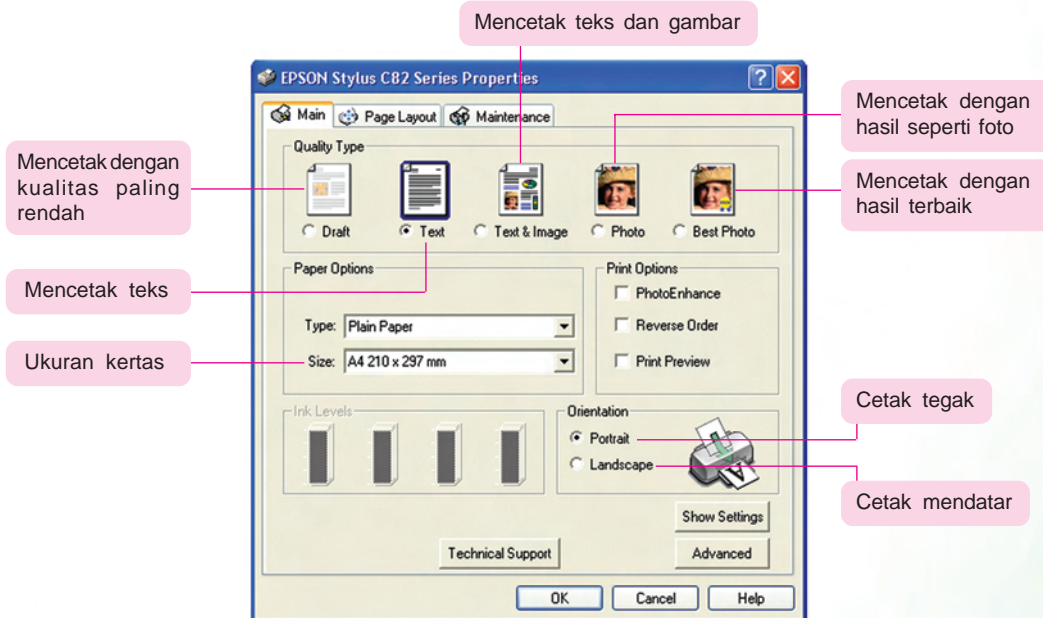 Mencetak teks dan gambar
EPSON Stylus C82 Series Properties
Main
Page Layout
Maintenance
Mencetak dengan
hasil seperti foto
Quality Type
Mencetak dengan
kualitas paling
rendah
Mencetak dengan
hasil terbaik
Draft
Text
Text & Image
Photo
Best Photo
Mencetak teks
Paper Options
Print Options
PhotoEnhance
Type: Plain Paper
Reverse Order
Ukuran kertas
Size: A4 210 x 297 mm
Print Preview
Ink Levels
Orientation
Cetak tegak
Portrait
Landscape
A
Cetak mendatar
Show Settings
Technical Support
Advanced
OK
Cancel
Help